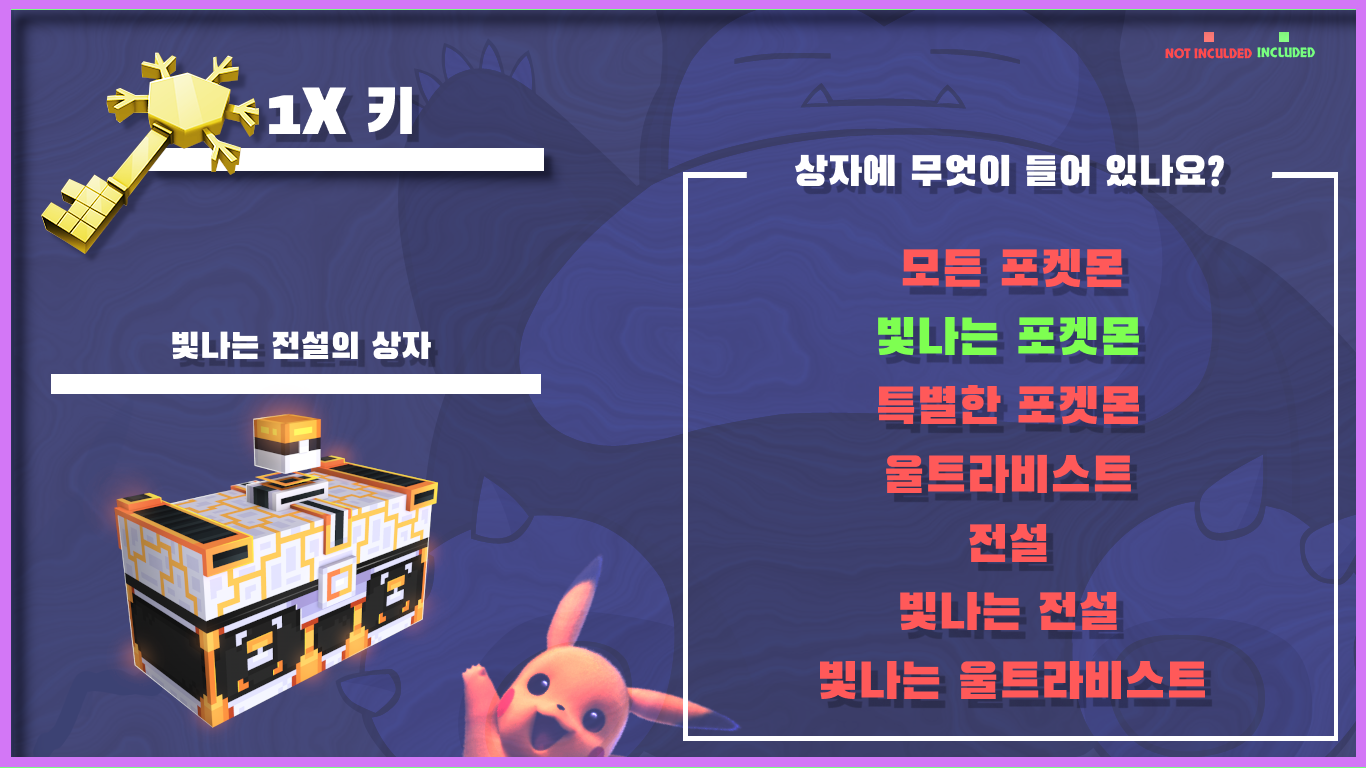 NOT INCULDED INCLUDED
1X 키
상자에 무엇이 들어 있나요?
모든 포켓몬
빛나는 포켓몬
빛나는 전설의 상자
특별한 포켓몬
울트라비스트
전설
빛나는 전설
빛나는 울트라비스트